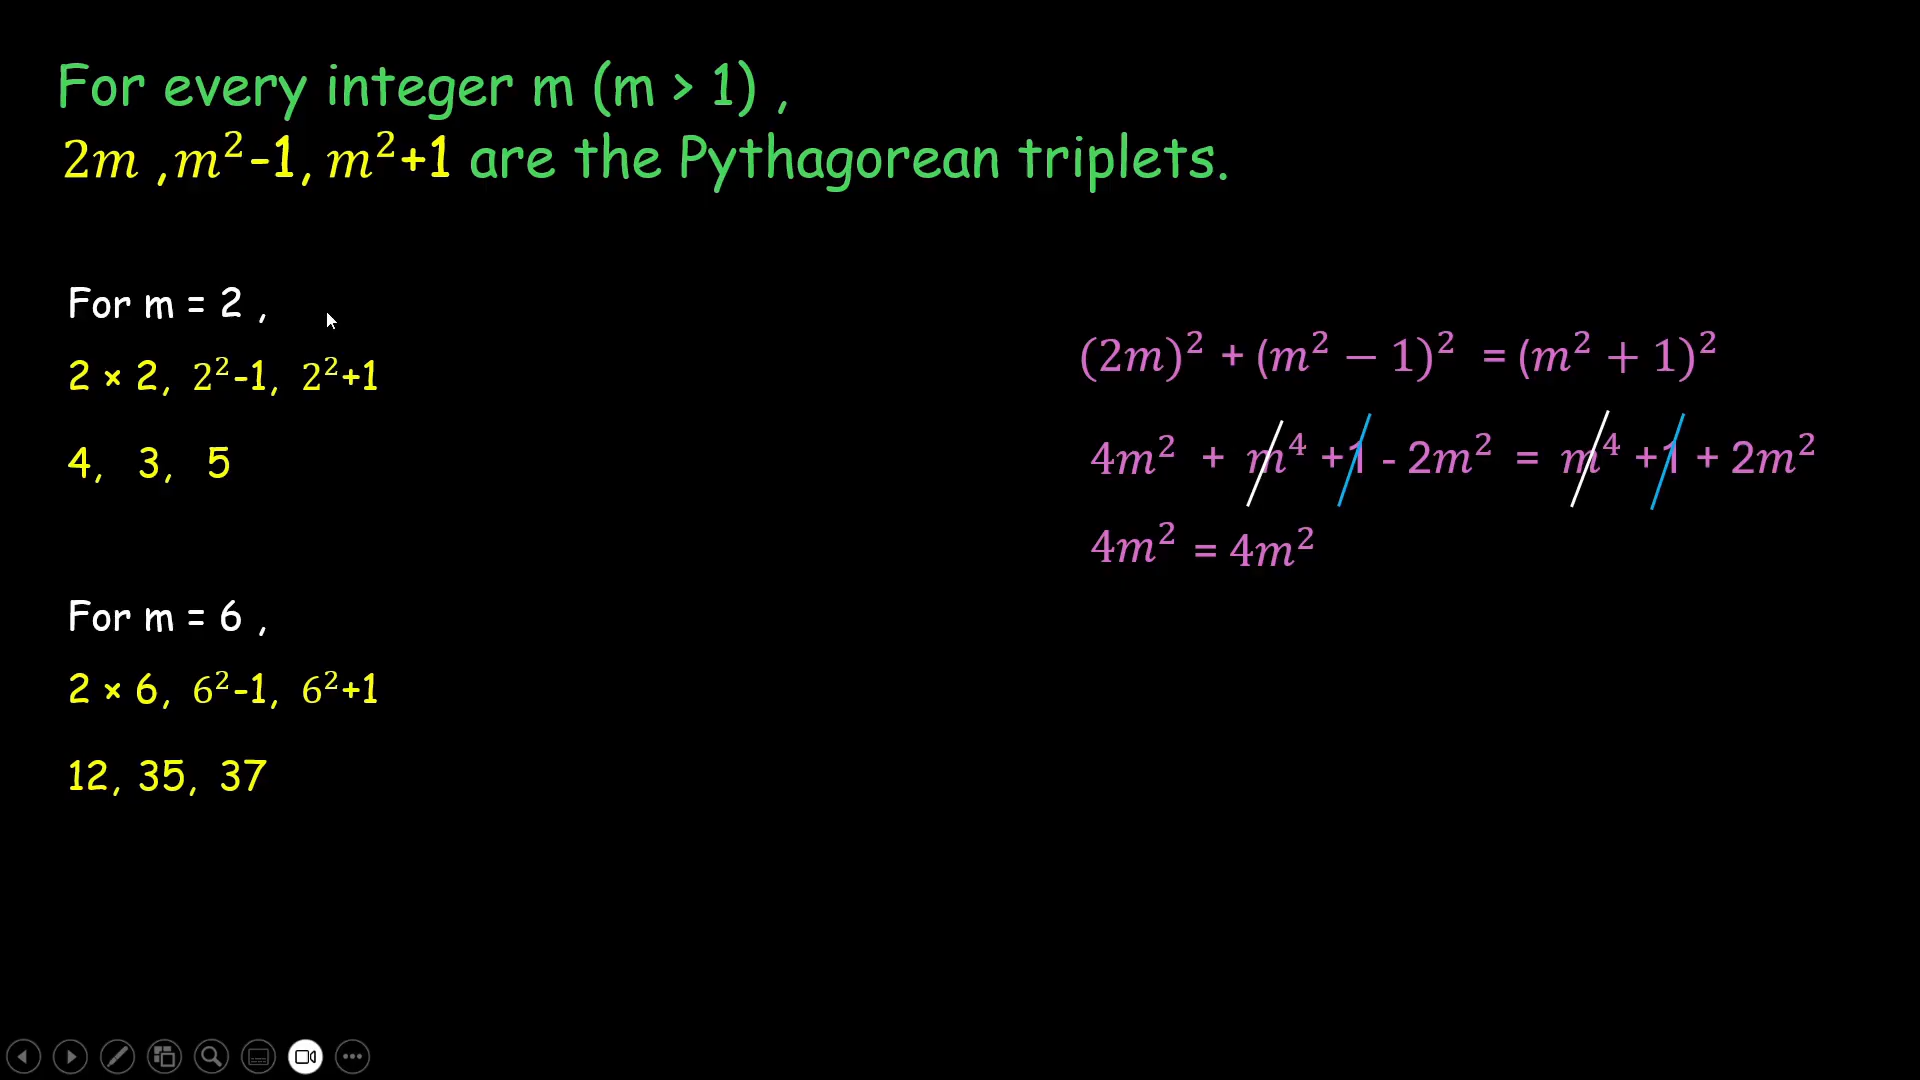 For every integer m (m > 1) ,
2m ,m²-1, m²+1 are the Pythagorean triplets.
For m = 2 ,
2 × 2, 2²-1, 2²+1
4, 3, 5
For m = 6 ,
2 × 6, 6²-1, 6²+1
12, 35, 37
(2m)² + (m² − 1)² = (m² + 1)²
4m² + m⁴ +1 - 2m² = m⁴ +1 + 2m²
4m² = 4m²